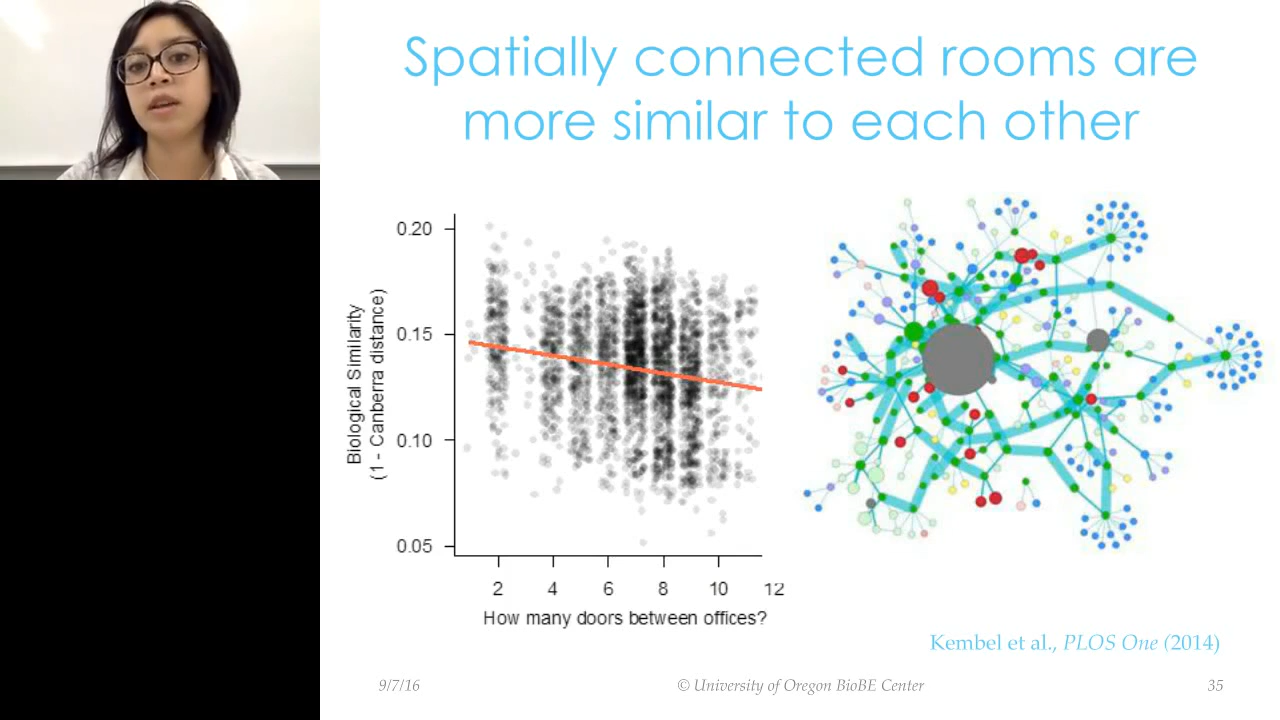 Spatially connected rooms are
more similar to each other
Biological Similarity
(1 - Canberra distance)
0.20
0.15
0.10
0.05
2 4 6 8 10 12
How many doors between offices?
Kembel et al., PLOS One (2014)
9/7/16
© University of Oregon BioBE Center
35